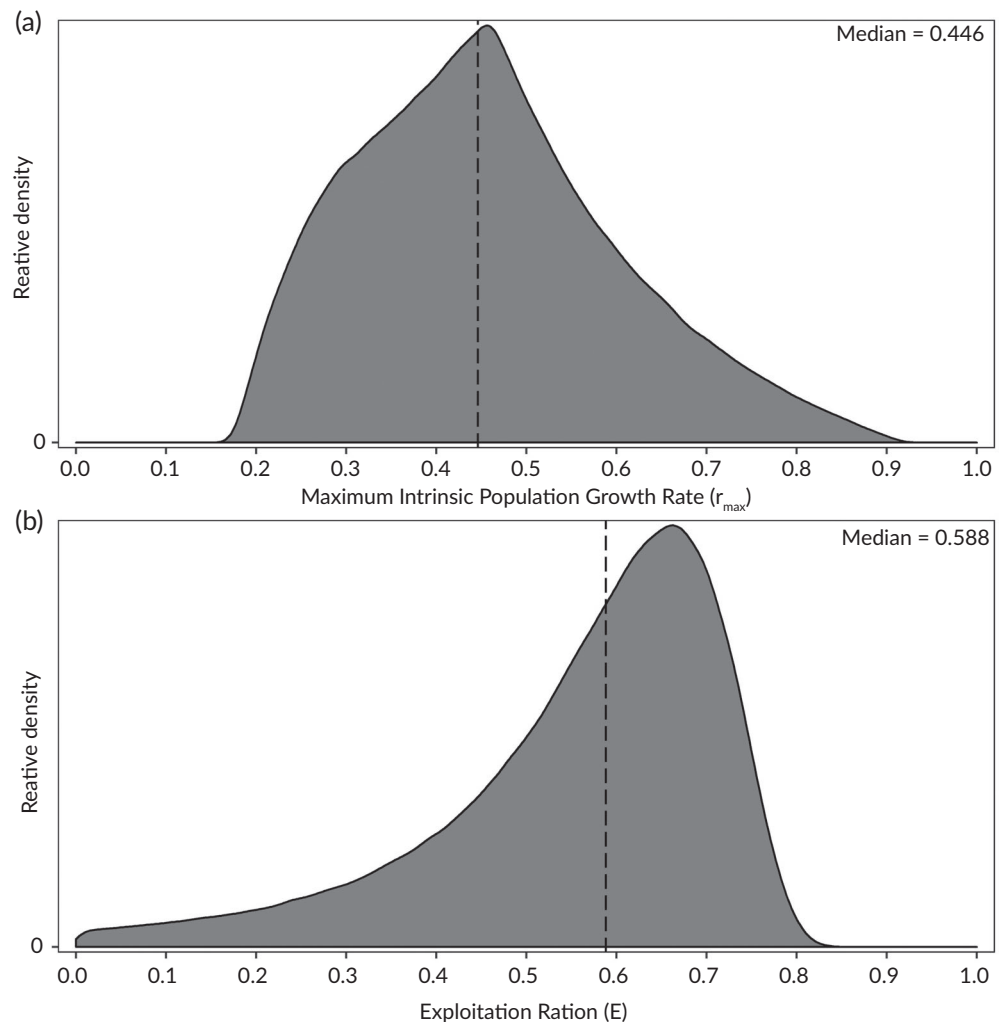 (a)
Median = 0.446
Reative density
0
0.0 0.1 0.2 0.3 0.4 0.5 0.6 0.7 0.8 0.9 1.0
Maximum Intrinsic Population Growth Rate (rmax)
(b)
Median = 0.588
Reative density
0
0.0 0.1 0.2 0.3 0.4 0.5 0.6 0.7 0.8 0.9 1.0
Exploitation Ration (E)